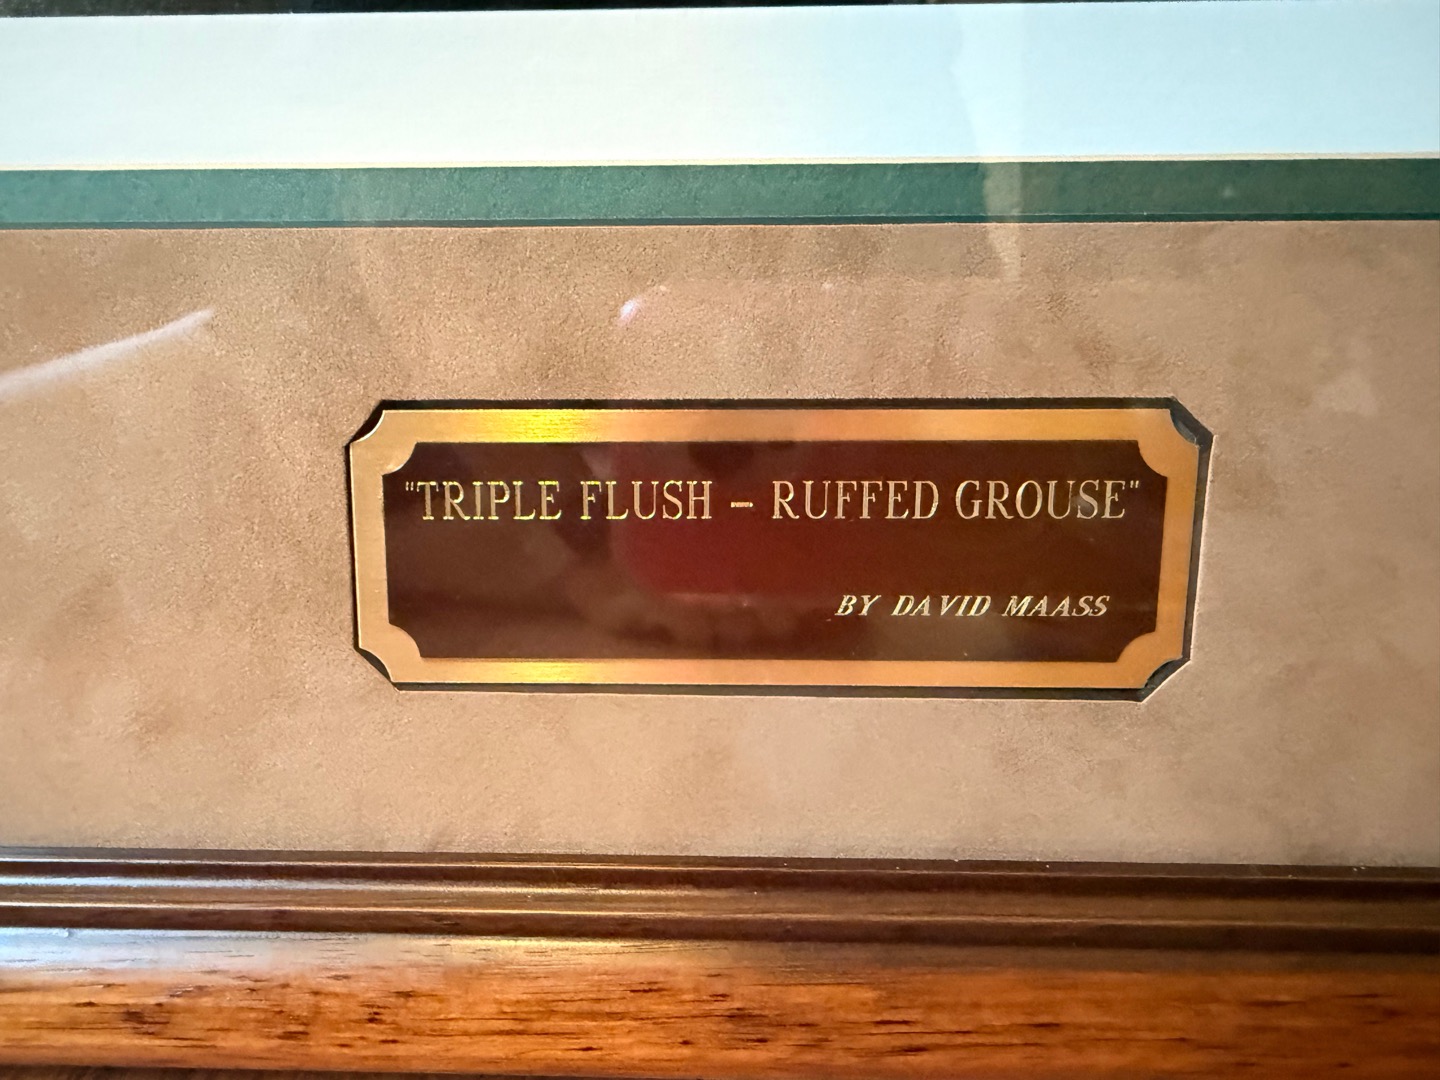 "TRIPLE FLUSH – RUFFED GROUSE"
BY DAVID MAASS